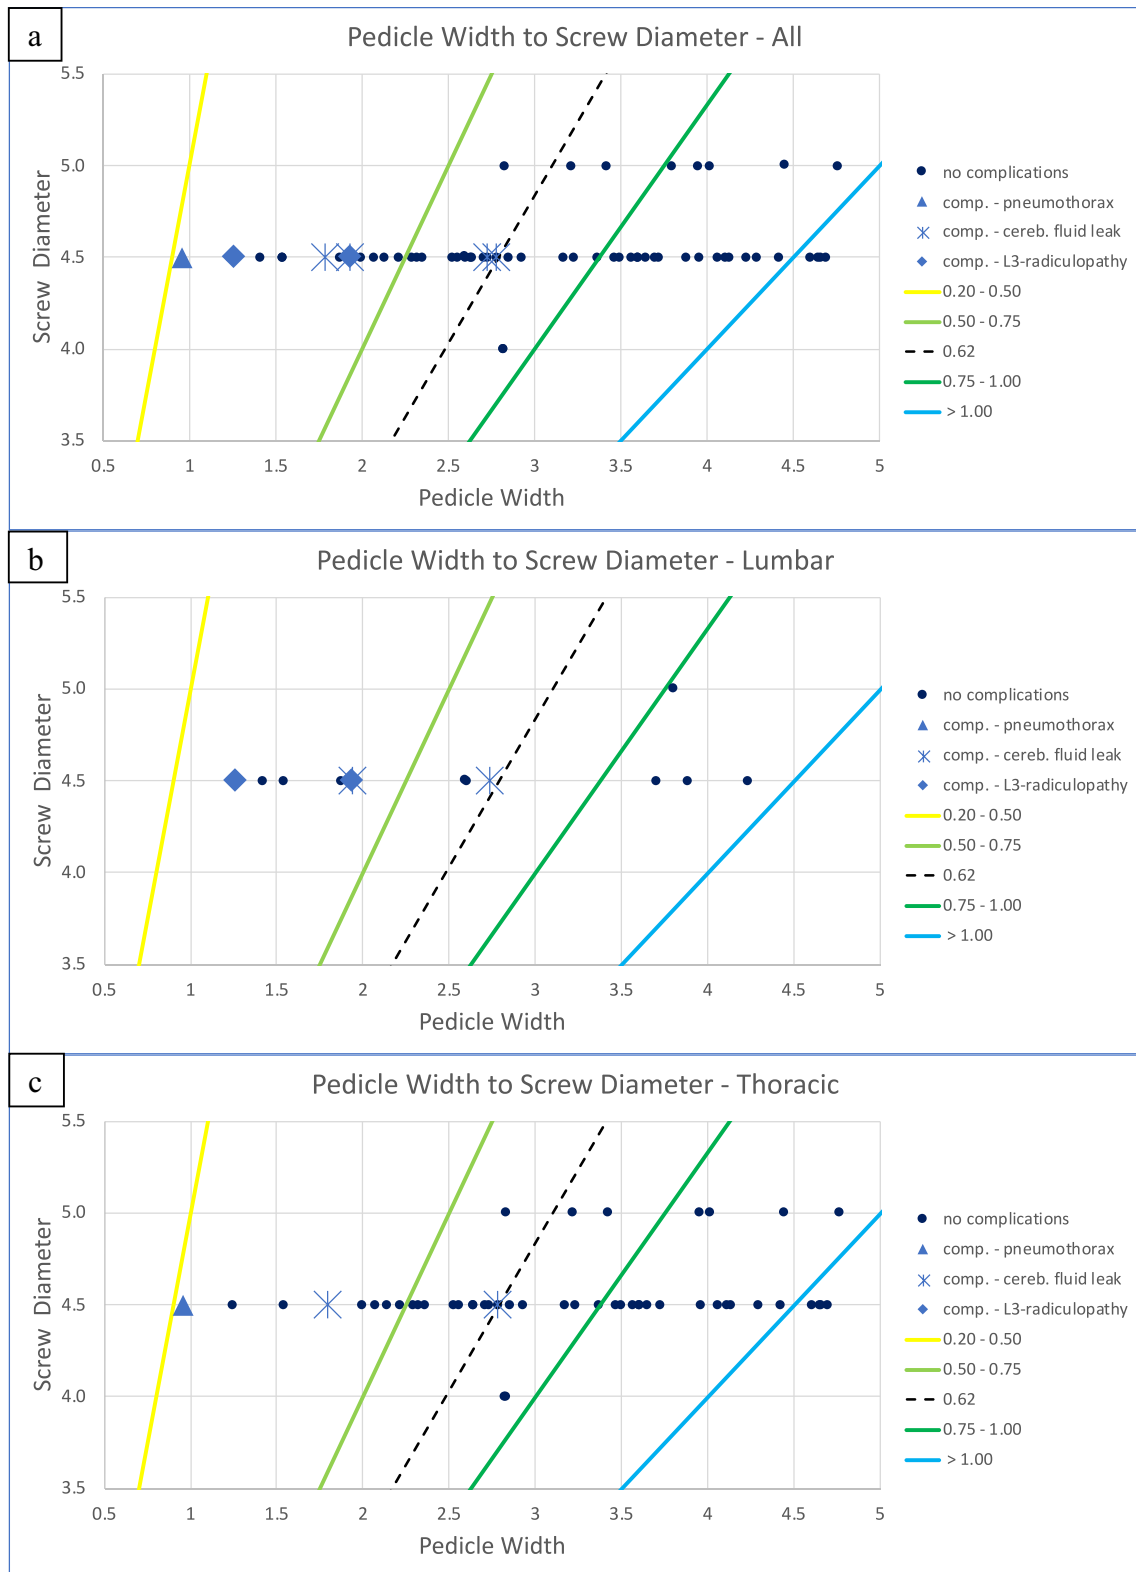 a
Pedicle Width to Screw Diameter - All
5.5
5.0
4.5
4.0
3.5
Screw Diameter
0.5 1 1.5 2 2.5 3 3.5 4 4.5 5
Pedicle Width
no complications
comp. - pneumothorax
comp. - cereb. fluid leak
comp. - L3-radiculopathy
0.20 - 0.50
0.50 - 0.75
0.62
0.75 - 1.00
> 1.00
b
Pedicle Width to Screw Diameter - Lumbar
5.5
5.0
4.5
4.0
3.5
Screw Diameter
0.5 1 1.5 2 2.5 3 3.5 4 4.5 5
Pedicle Width
no complications
comp. - pneumothorax
comp. - cereb. fluid leak
comp. - L3-radiculopathy
0.20 - 0.50
0.50 - 0.75
0.62
0.75 - 1.00
> 1.00
c
Pedicle Width to Screw Diameter - Thoracic
5.5
5.0
4.5
4.0
3.5
Screw Diameter
0.5 1 1.5 2 2.5 3 3.5 4 4.5 5
Pedicle Width
no complications
comp. - pneumothorax
comp. - cereb. fluid leak
comp. - L3-radiculopathy
0.20 - 0.50
0.50 - 0.75
0.62
0.75 - 1.00
> 1.00